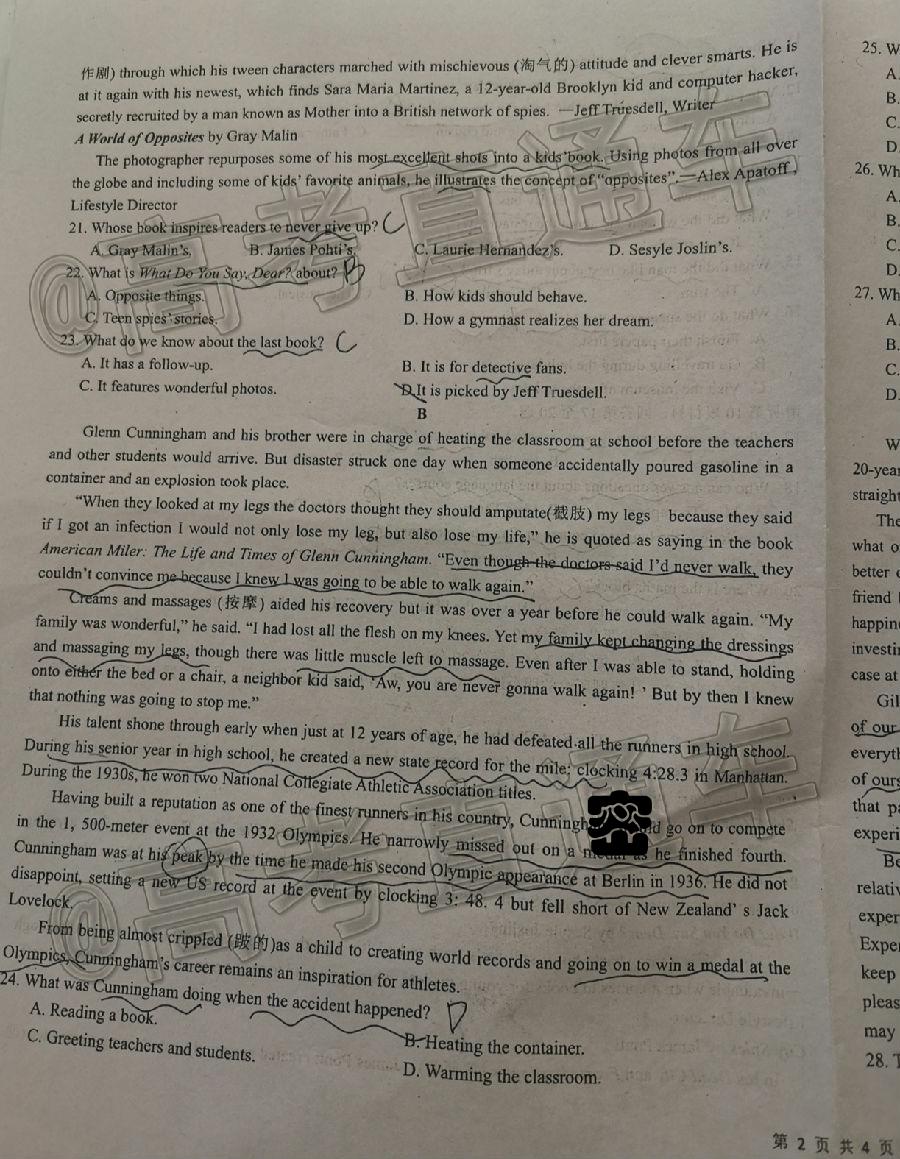 作剧) through which his tween characters marched with mischievous (淘气的) attitude and clever smarts. He is
at it again with his newest, which finds Sara Maria Martinez, a 12-year-old Brooklyn kid and computer hacker,
secretly recruited by a man known as Mother into a British network of spies. —Jeff Truesdell, Writer
A World of Opposites by Gray Malin
The photographer repurposes some of his most excellent shots into a kids'book. Using photos from all over
the globe and including some of kids' favorite animals, he illustrates the concept of "opposites".—Alex Apatoff,
Lifestyle Director
21. Whose book inspires readers to never give up? C
A. Gray Malin's. B. James Ponti's. C. Laurie Hernandez's. D. Sesyle Joslin's.
22. What is What Do You Say, Dear? about? B
A. Opposite things. B. How kids should behave.
C. Teen spies' stories. D. How a gymnast realizes her dream.
23. What do we know about the last book? C
A. It has a follow-up. B. It is for detective fans.
C. It features wonderful photos. D. It is picked by Jeff Truesdell.
B
Glenn Cunningham and his brother were in charge of heating the classroom at school before the teachers
and other students would arrive. But disaster struck one day when someone accidentally poured gasoline in a
container and an explosion took place.
"When they looked at my legs the doctors thought they should amputate(截肢) my legs because they said
if I got an infection I would not only lose my leg, but also lose my life," he is quoted as saying in the book
American Miler: The Life and Times of Glenn Cunningham. "Even though the doctors said I'd never walk, they
couldn't convince me because I knew I was going to be able to walk again."
Creams and massages (按摩) aided his recovery but it was over a year before he could walk again. "My
family was wonderful," he said. "I had lost all the flesh on my knees. Yet my family kept changing the dressings
and massaging my legs, though there was little muscle left to massage. Even after I was able to stand, holding
onto either the bed or a chair, a neighbor kid said, 'Aw, you are never gonna walk again! ' But by then I knew
that nothing was going to stop me."
His talent shone through early when just at 12 years of age, he had defeated all the runners in high school.
During his senior year in high school, he created a new state record for the mile; clocking 4:28.3 in Manhattan.
During the 1930s, he won two National Collegiate Athletic Association titles.
Having built a reputation as one of the finest runners in his country, go on to compete
in the 1, 500-meter event at the 1932 Olympics. He narrowly missed out on a as he finished fourth.
Cunningham was at his peak by the time he made his second Olympic appearance at Berlin in 1936. He did not
disappoint, setting a new US record at the event by clocking 3: 48. 4 but fell short of New Zealand' s Jack
Lovelock.
From being almost crippled (跛的)as a child to creating world records and going on to win a medal at the
Olympics, Cunningham's career remains an inspiration for athletes.
24. What was Cunningham doing when the accident happened? D
A. Reading a book. B. Heating the container.
C. Greeting teachers and students. D. Warming the classroom.
第 2 页 共 4 页
25. W
A.
B.
C.
D.
26. Wh
A.
B.
C.
D.
27. Wh
A.
B.
C.
D.
W
20-year
straight
The
what o
better
friend
happin
investi
case at
Gil
of our
everyth
of ours
that pa
experi
Be
relativ
exper
Expe
keep
pleas
may
28. T
@高考直通车
@高考直通车